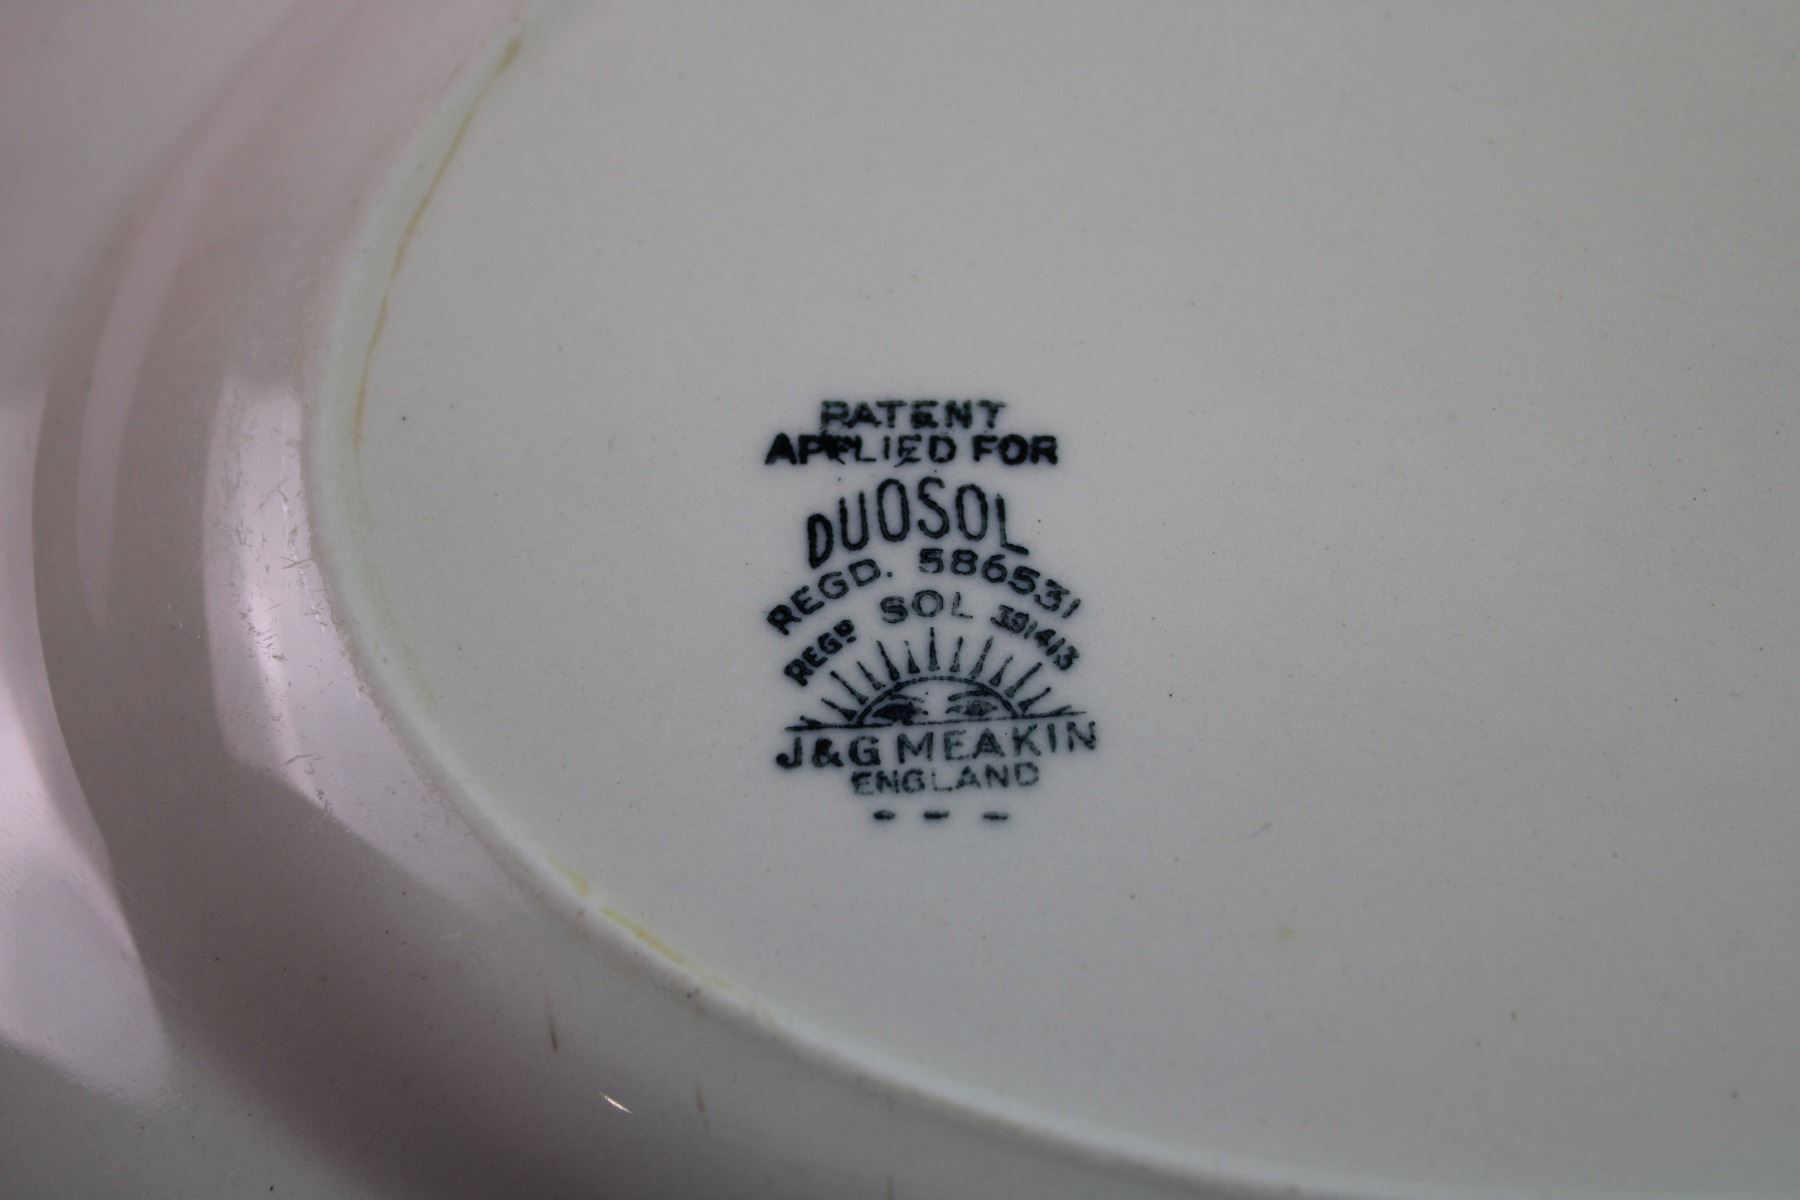 PATENT
APPLIED FOR
DUOSOL
REGD. 586531
SOL
REGD 391413
J&G MEAKIN
ENGLAND